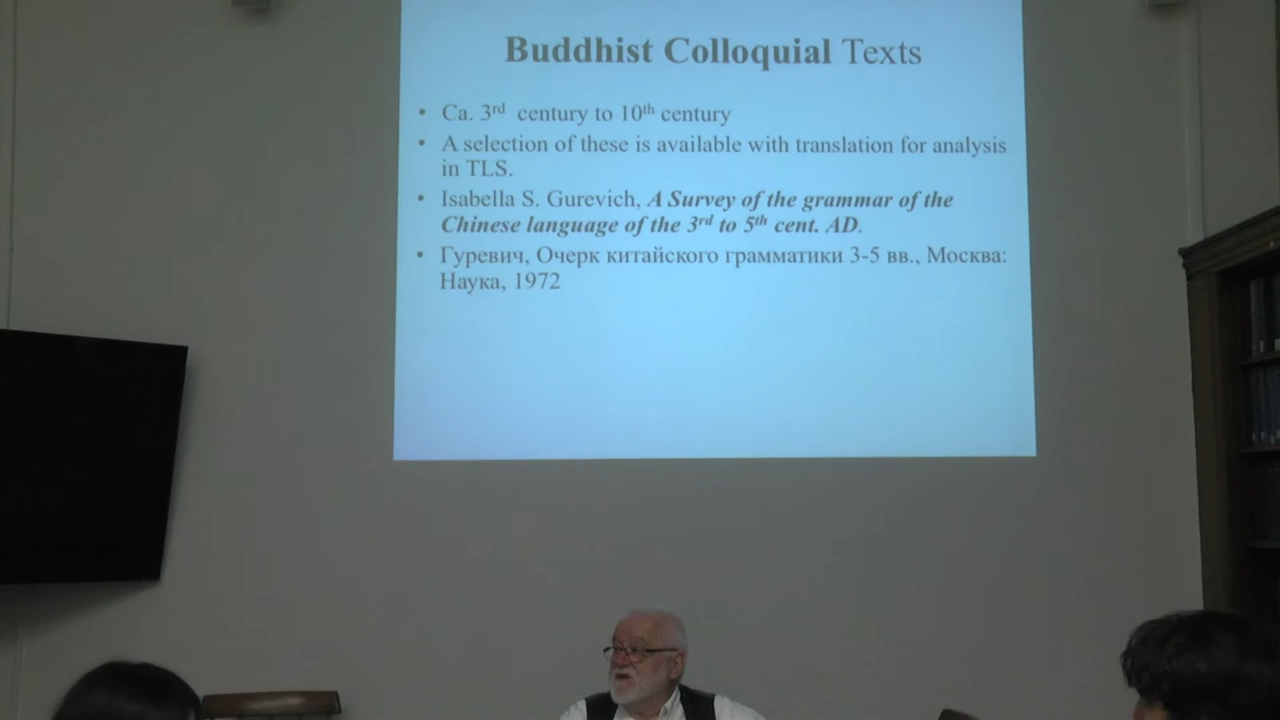 Buddhist Colloquial Texts
• Ca. 3rd century to 10th century
• A selection of these is available with translation for analysis
in TLS.
• Isabella S. Gurevich, A Survey of the grammar of the
Chinese language of the 3rd to 5th cent. AD.
• Гуревич, Очерк китайского грамматики 3-5 вв., Москва:
Наука, 1972